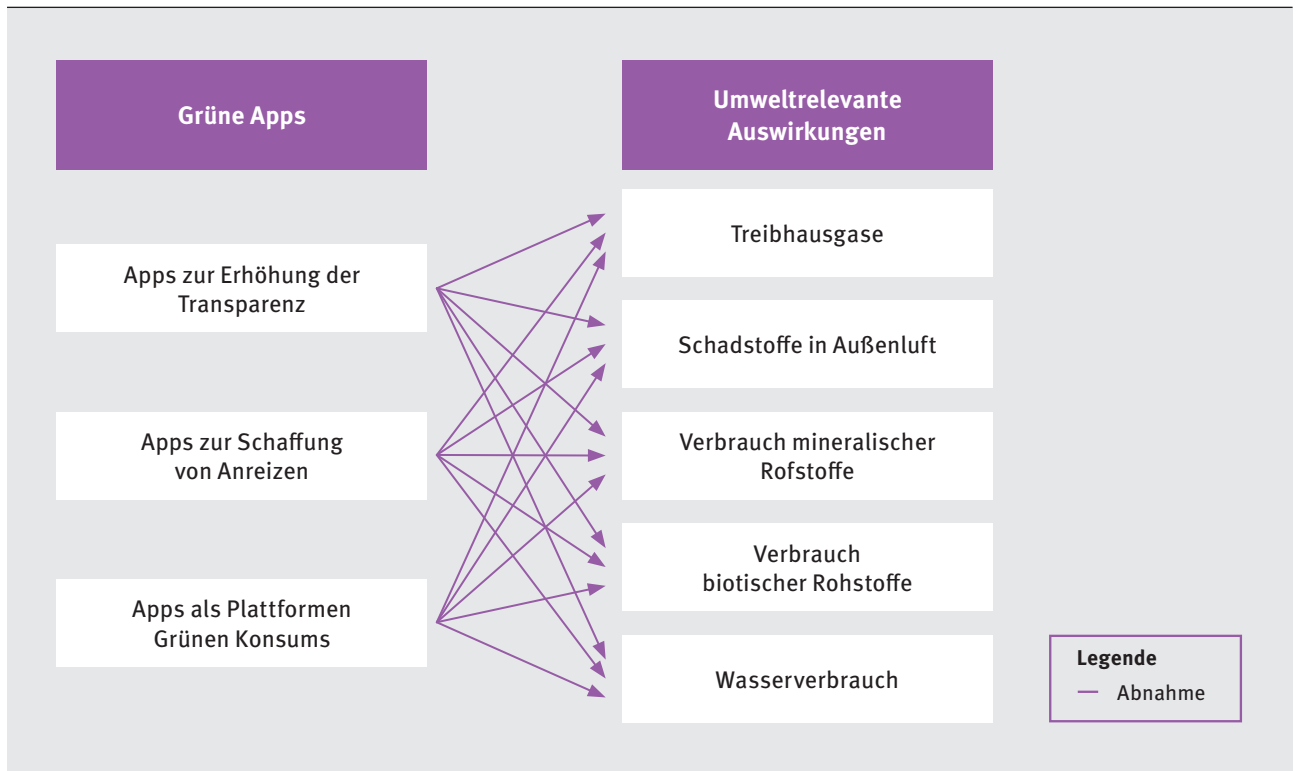 Grüne Apps
Umweltrelevante
Auswirkungen
Apps zur Erhöhung der
Transparenz
Apps zur Schaffung
von Anreizen
Apps als Plattformen
Grünen Konsums
Treibhausgase
Schadstoffe in Außenluft
Verbrauch mineralischer
Rofstoffe
Verbrauch
biotischer Rohstoffe
Wasserverbrauch
Legende
Abnahme